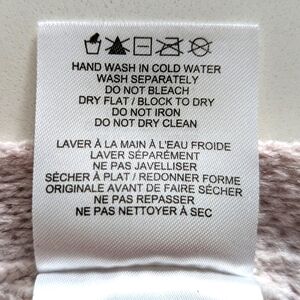 HAND WASH IN COLD WATER
WASH SEPARATELY
DO NOT BLEACH
DRY FLAT / BLOCK TO DRY
DO NOT IRON
DO NOT DRY CLEAN
LAVER À LA MAIN À L'EAU FROIDE
LAVER SÉPARÉMENT
NE PAS JAVELLISER
SÉCHER À PLAT / REDONNER FORME
ORIGINALE AVANT DE FAIRE SÉCHER
NE PAS REPASSER
NE PAS NETTOYER À SEC